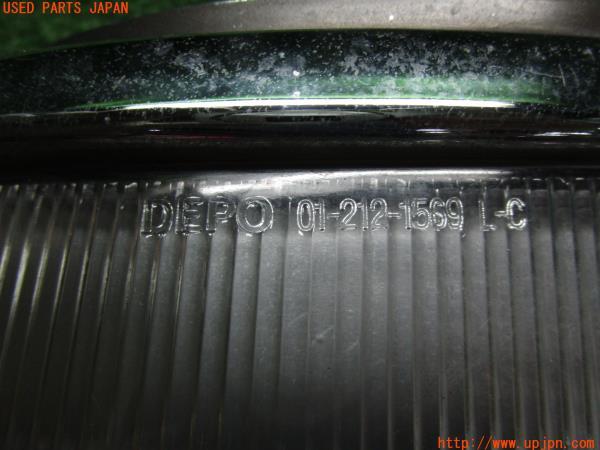 USED PARTS JAPAN
DEPO 01-212-1569 L-C
http://www.upjpn.com/